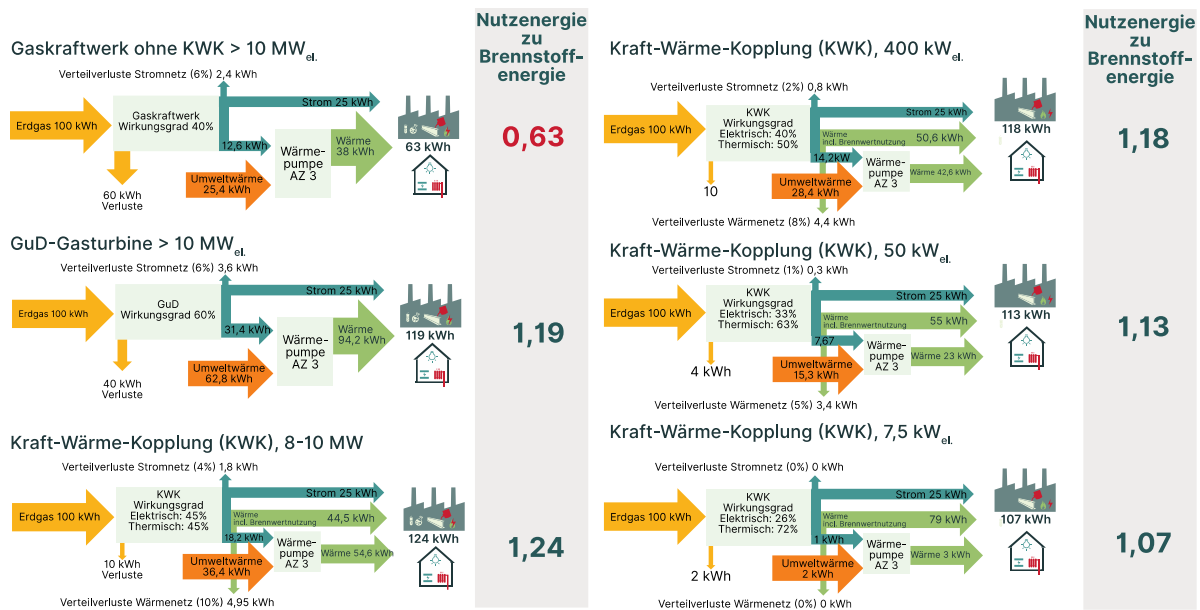 Nutzenergie
zu
Brennstoff-
energie
Gaskraftwerk ohne KWK > 10 MWel.
Verteilverluste Stromnetz (6%) 2,4 kWh
Erdgas 100 kWh
Gaskraftwerk
Wirkungsgrad 40%
Strom 25 kWh
12,6 kWh
Wärme-
pumpe
AZ 3
Wärme
38 kWh
Umweltwärme
25,4 kWh
60 kWh
Verluste
63 kWh
0,63
GuD-Gasturbine > 10 MWel.
Verteilverluste Stromnetz (6%) 3,6 kWh
Erdgas 100 kWh
GuD
Wirkungsgrad 60%
Strom 25 kWh
31,4 kWh
Wärme-
pumpe
AZ 3
Wärme
94,2 kWh
Umweltwärme
62,8 kWh
40 kWh
Verluste
119 kWh
1,19
Kraft-Wärme-Kopplung (KWK), 8-10 MW
Verteilverluste Stromnetz (4%) 1,8 kWh
Erdgas 100 kWh
KWK
Wirkungsgrad
Elektrisch: 45%
Thermisch: 45%
Strom 25 kWh
Wärme
incl. Brennwertnutzung
44,5 kWh
18,2 kWh
Wärme-
pumpe
AZ 3
Wärme 54,6 kWh
Umweltwärme
36,4 kWh
10 kWh
Verluste
Verteilverluste Wärmenetz (10%) 4,95 kWh
124 kWh
1,24
Nutzenergie
zu
Brennstoff-
energie
Kraft-Wärme-Kopplung (KWK), 400 kWel.
Verteilverluste Stromnetz (2%) 0,8 kWh
Erdgas 100 kWh
KWK
Wirkungsgrad
Elektrisch: 40%
Thermisch: 50%
Strom 25 kWh
Wärme
incl. Brennwertnutzung
50,6 kWh
14,2kW
Wärme-
pumpe
AZ 3
Wärme 42,6 kWh
Umweltwärme
28,4 kWh
10
Verteilverluste Wärmenetz (8%) 4,4 kWh
118 kWh
1,18
Kraft-Wärme-Kopplung (KWK), 50 kWel.
Verteilverluste Stromnetz (1%) 0,3 kWh
Erdgas 100 kWh
KWK
Wirkungsgrad
Elektrisch: 33%
Thermisch: 63%
Strom 25 kWh
Wärme
incl. Brennwertnutzung
55 kWh
7,67
Wärme-
pumpe
AZ 3
Wärme 23 kWh
Umweltwärme
15,3 kWh
4 kWh
Verteilverluste Wärmenetz (5%) 3,4 kWh
113 kWh
1,13
Kraft-Wärme-Kopplung (KWK), 7,5 kWel.
Verteilverluste Stromnetz (0%) 0 kWh
Erdgas 100 kWh
KWK
Wirkungsgrad
Elektrisch: 26%
Thermisch: 72%
Strom 25 kWh
Wärme
incl. Brennwertnutzung
79 kWh
1 kWh
Wärme-
pumpe
AZ 3
Wärme 3 kWh
Umweltwärme
2 kWh
2 kWh
Verteilverluste Wärmenetz (0%) 0 kWh
107 kWh
1,07